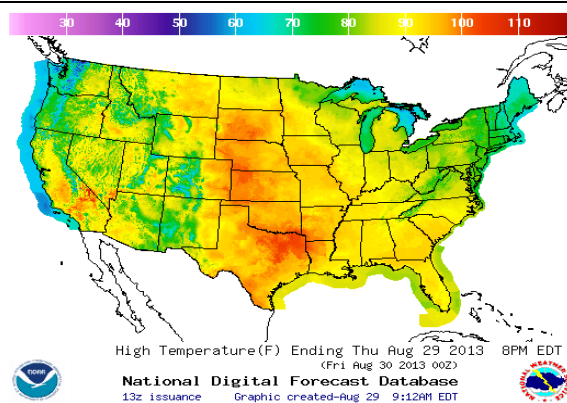 30 40 50 60 70 80 90 100 110
High Temperature(F) Ending Thu Aug 29 2013 8PM EDT
(Fri Aug 30 2013 00Z)
National Digital Forecast Database
13z issuance Graphic created-Aug 29 9:12AM EDT
noaa